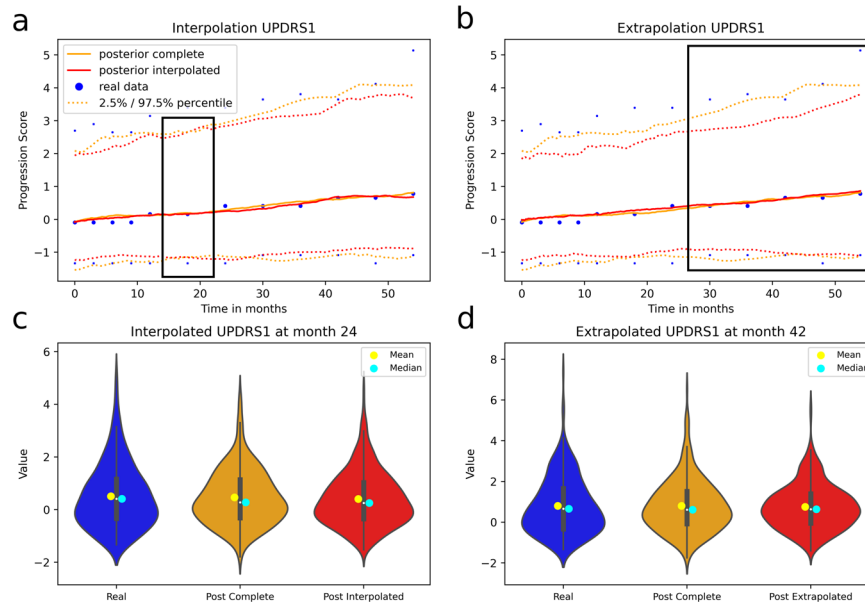 a
Interpolation UPDRS1
posterior complete
posterior interpolated
real data
2.5% / 97.5% percentile
Progression Score
5
4
3
2
1
0
−1
0 10 20 30 40 50
Time in months
b
Extrapolation UPDRS1
Progression Score
5
4
3
2
1
0
−1
0 10 20 30 40 50
Time in months
c
Interpolated UPDRS1 at month 24
Mean
Median
Value
6
4
2
0
−2
Real Post Complete Post Interpolated
d
Extrapolated UPDRS1 at month 42
Mean
Median
Value
8
6
4
2
0
−2
Real Post Complete Post Extrapolated